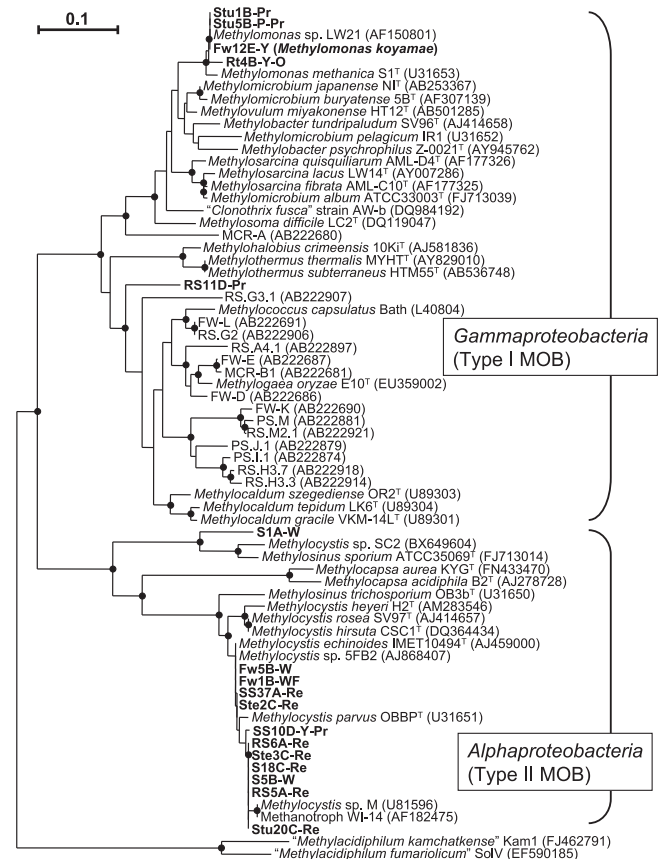 0.1
Stu1B-Pr
Stu5B-P-Pr
Methylomonas sp. LW21 (AF150801)
Fw12E-Y (Methylomonas koyamae)
Rt4B-Y-O
Methylomonas methanica S1ᵀ (U31653)
Methylomicrobium japanense NIᵀ (AB253367)
Methylomicrobium buryatense 5Bᵀ (AF307139)
Methylovulum miyakonense HT12ᵀ (AB501285)
Methylobacter tundripaludum SV96ᵀ (AJ414658)
Methylomicrobium pelagicum IR1 (U31652)
Methylobacter psychrophilus Z-0021ᵀ (AY945762)
Methylosarcina quisquiliarum AML-D4ᵀ (AF177326)
Methylosarcina lacus LW14ᵀ (AY007286)
Methylosarcina fibrata AML-C10ᵀ (AF177325)
Methylomicrobium album ATCC33003ᵀ (FJ713039)
"Clonothrix fusca" strain AW-b (DQ984192)
Methylosoma difficile LC2ᵀ (DQ119047)
MCR-A (AB222680)
Methylohalobius crimeensis 10Kiᵀ (AJ581836)
Methylothermus thermalis MYHTᵀ (AY829010)
Methylothermus subterraneus HTM55ᵀ (AB536748)
RS11D-Pr
RS.G3.1 (AB222907)
Methylococcus capsulatus Bath (L40804)
FW-L (AB222691)
RS.G2 (AB222906)
RS.A4.1 (AB222897)
FW-E (AB222687)
MCR-B1 (AB222681)
Methylogaea oryzae E10ᵀ (EU359002)
FW-D (AB222686)
FW-K (AB222690)
PS.M (AB222881)
RS.M2.1 (AB222921)
PS.J.1 (AB222879)
PS.I.1 (AB222874)
RS.H3.7 (AB222918)
RS.H3.3 (AB222914)
Methylocaldum szegediense OR2ᵀ (U89303)
Methylocaldum tepidum LK6ᵀ (U89304)
Methylocaldum gracile VKM-14Lᵀ (U89301)
Gammaproteobacteria
(Type I MOB)
S1A-W
Methylocystis sp. SC2 (BX649604)
Methylosinus sporium ATCC35069ᵀ (FJ713014)
Methylocapsa aurea KYGᵀ (FN433470)
Methylocapsa acidiphila B2ᵀ (AJ278728)
Methylosinus trichosporium OB3bᵀ (U31650)
Methylocystis heyeri H2ᵀ (AM283546)
Methylocystis rosea SV97ᵀ (AJ414657)
Methylocystis hirsuta CSC1ᵀ (DQ364434)
Methylocystis echinoides IMET10494ᵀ (AJ459000)
Methylocystis sp. 5FB2 (AJ868407)
Fw5B-W
Fw1B-WF
SS37A-Re
Ste2C-Re
Methylocystis parvus OBBPᵀ (U31651)
SS10D-Y-Pr
RS6A-Re
Ste3C-Re
S18C-Re
S5B-W
RS5A-Re
Methylocystis sp. M (U81596)
Methanotroph WI-14 (AF182475)
Stu20C-Re
Alphaproteobacteria
(Type II MOB)
"Methylacidiphilum kamchatkense" Kam1 (FJ462791)
"Methylacidiphilum fumariolicum" SolV (EF590185)